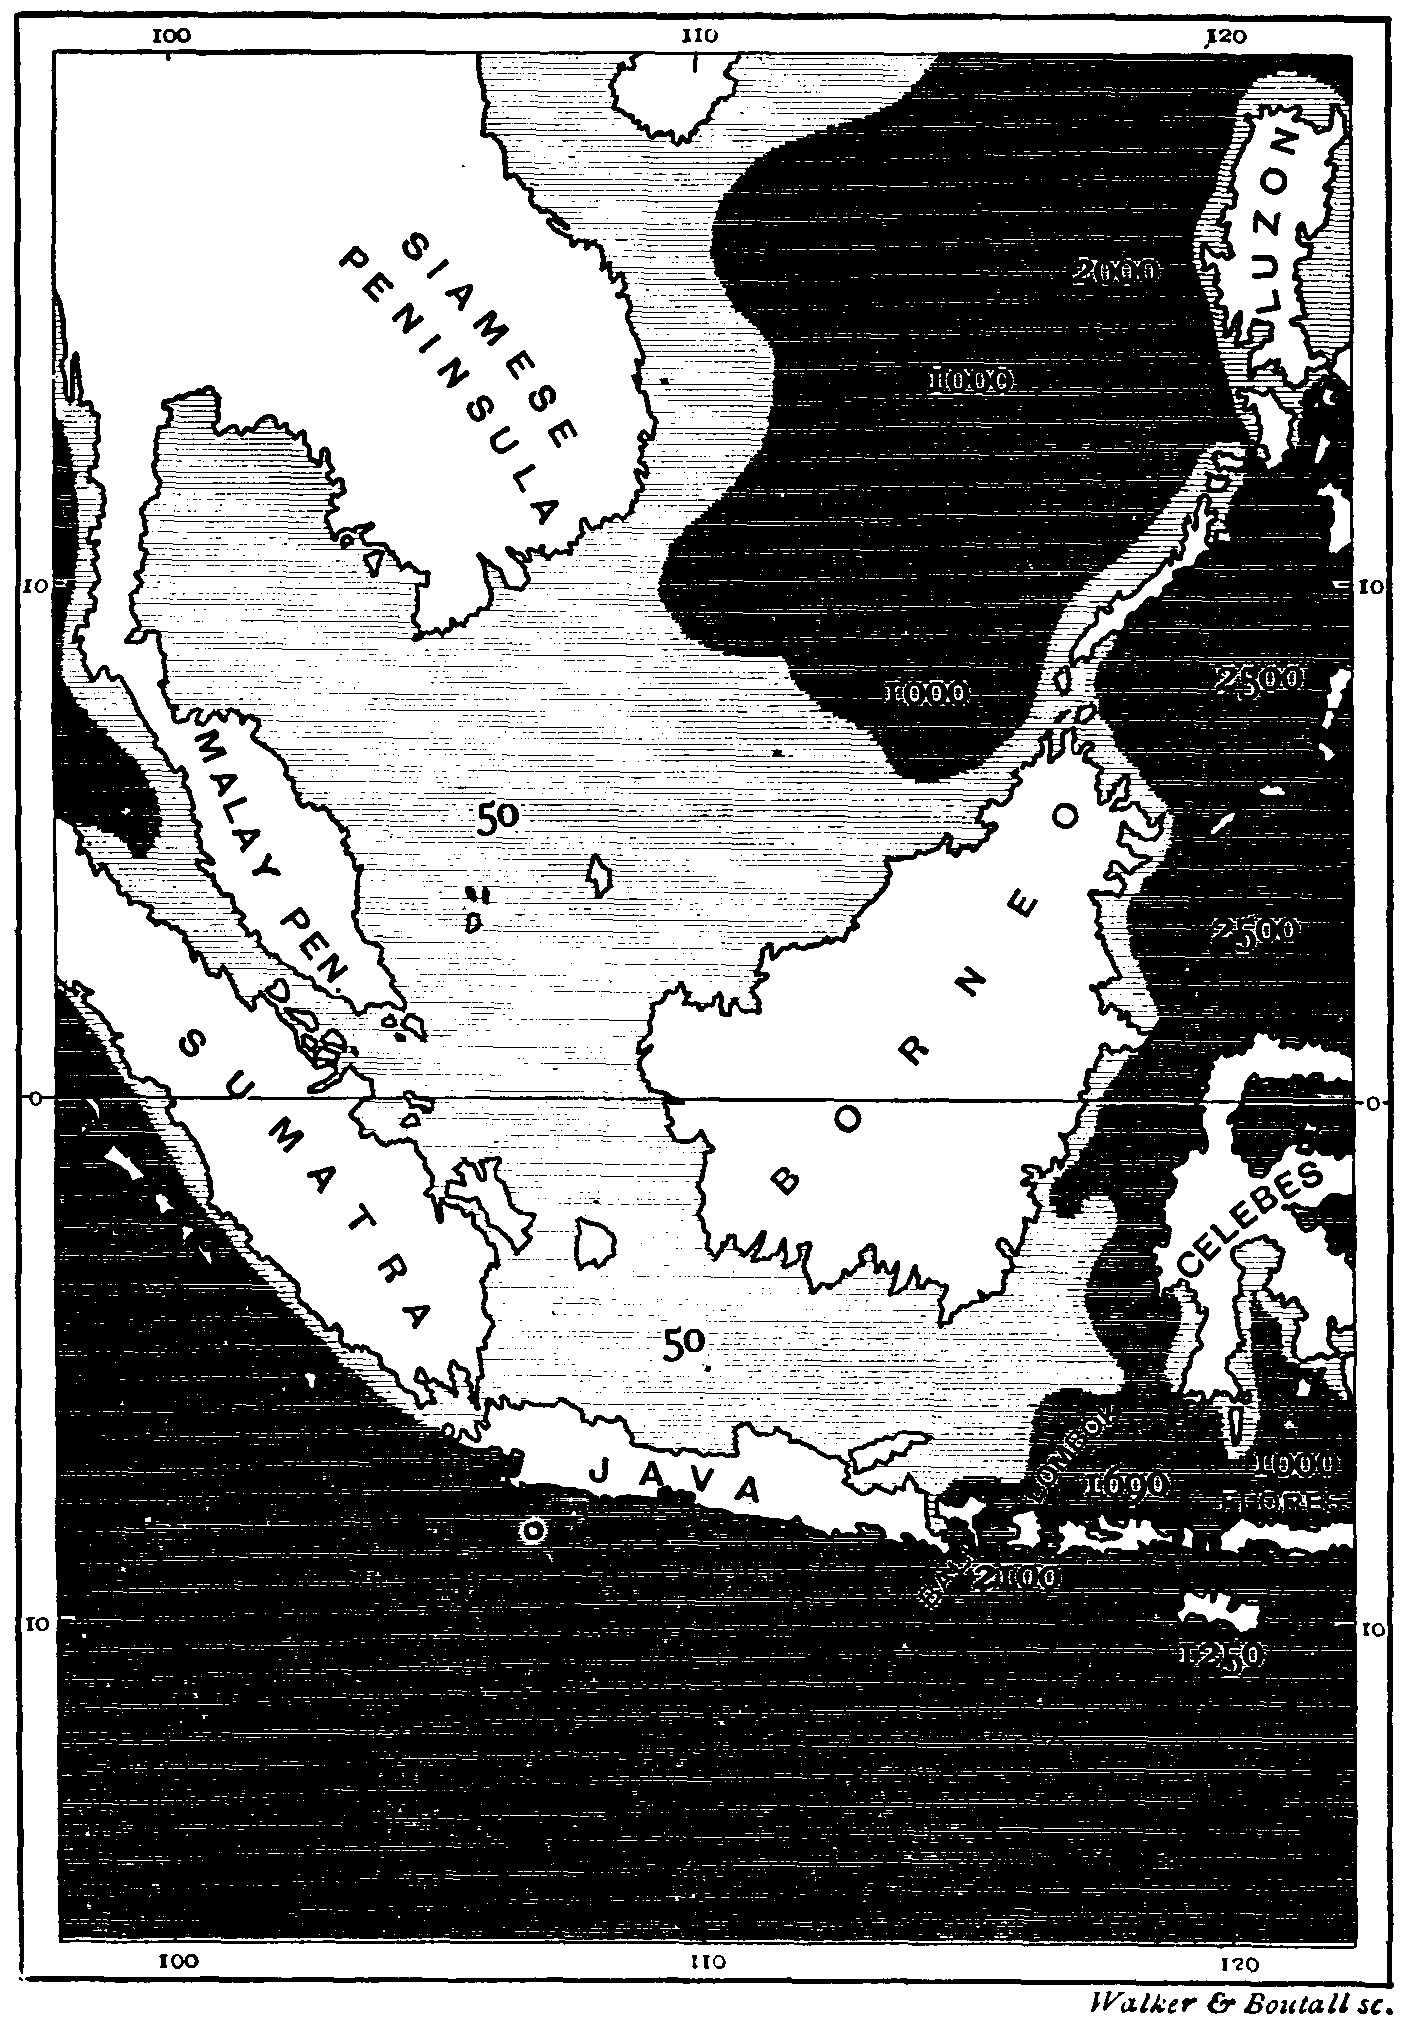 100 110 120
LUZON
SIAMESE
PENINSULA
2000
1000
10 10
2500
1000
MALAY PEN.
50
BORNEO
2500
SUMATRA
0 0
CELEBES
50
LOMBOK
JAVA
1600
1000
FLORES
BALI
2100
10 10
1250
100 110 120
Walker & Boutall sc.